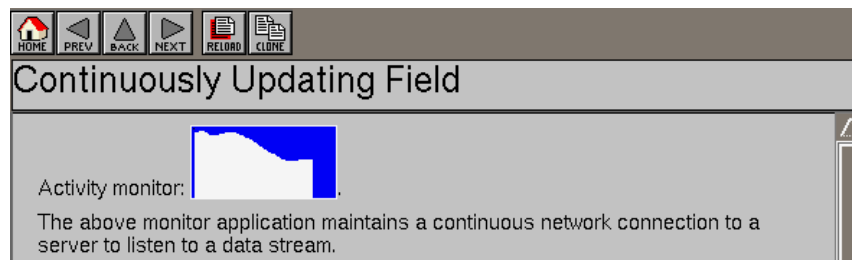 HOME PREV BACK NEXT RELOAD CLONE
Continuously Updating Field
Activity monitor: .
The above monitor application maintains a continuous network connection to a
server to listen to a data stream.